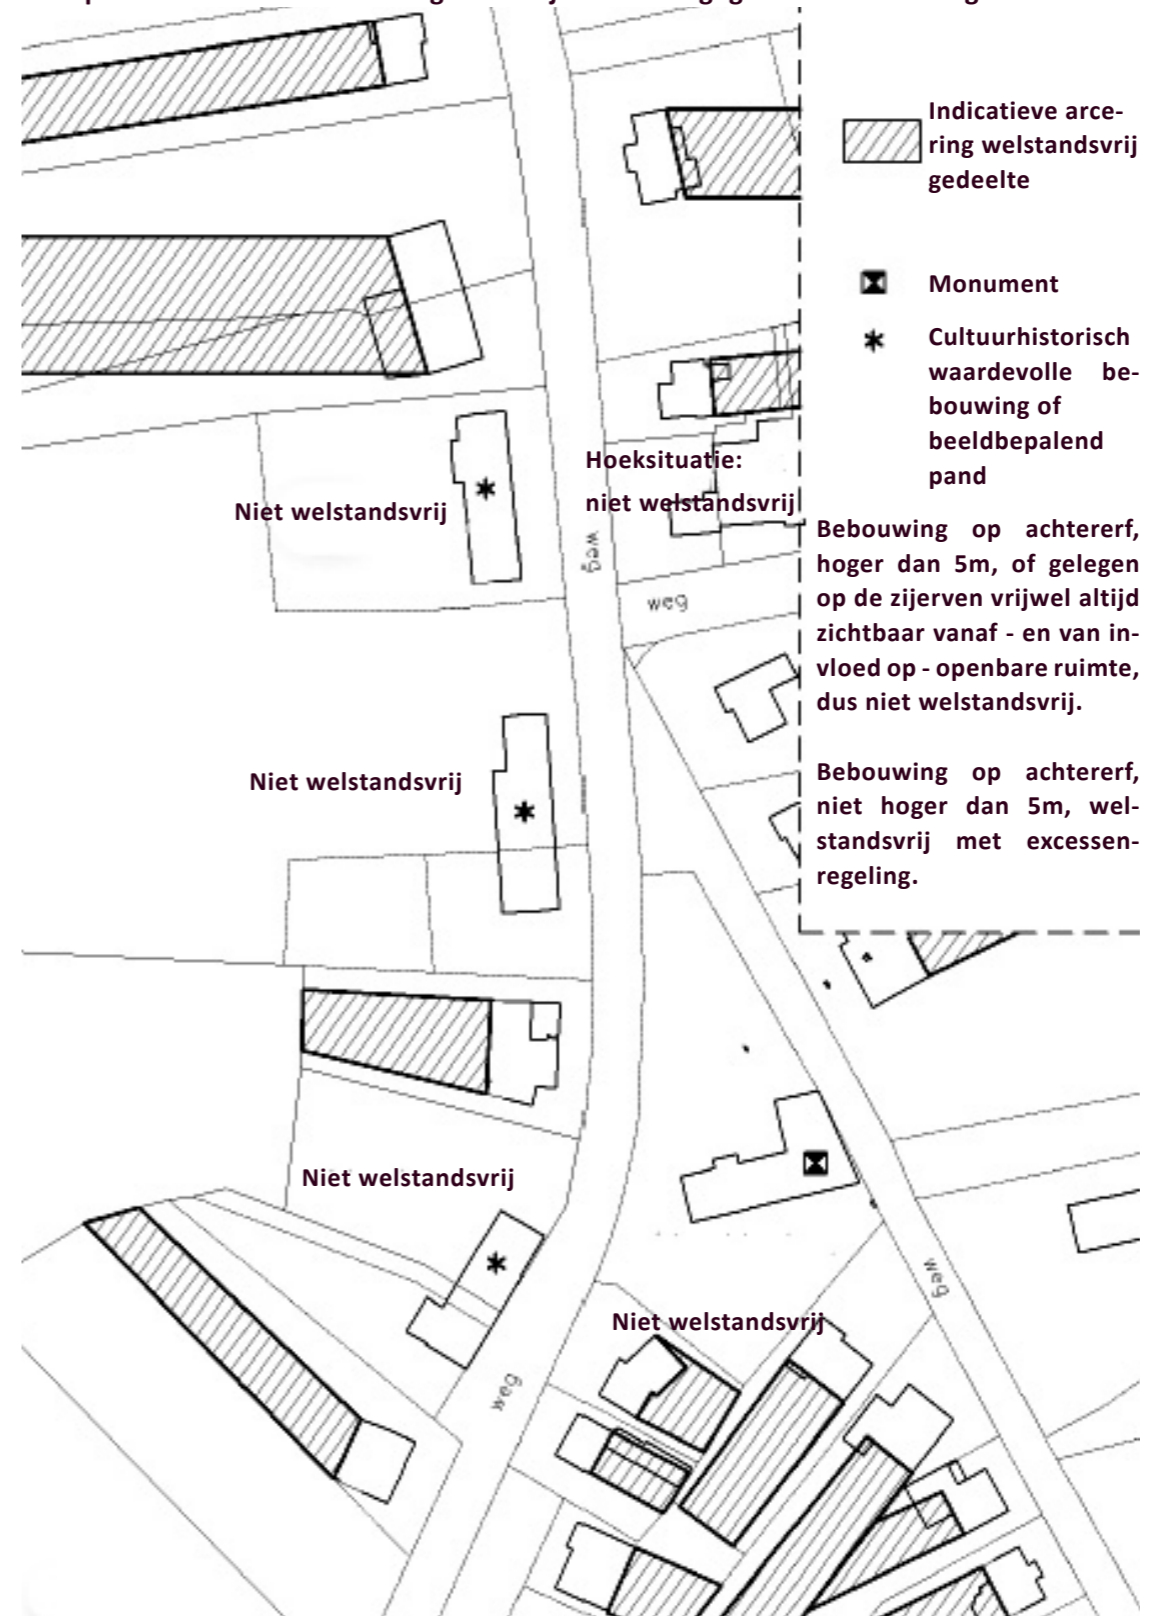 Indicatieve arce-
ring welstandsvrij
gedeelte
Monument
Cultuurhistorisch
waardevolle be-
bouwing of
beeldbepalend
pand
Hoeksituatie:
niet welstandsvrij
Niet welstandsvrij
weg
weg
Bebouwing op achtererf,
hoger dan 5m, of gelegen
op de zijerven vrijwel altijd
zichtbaar vanaf - en van in-
vloed op - openbare ruimte,
dus niet welstandsvrij.
Niet welstandsvrij
Bebouwing op achtererf,
niet hoger dan 5m, wel-
standsvrij met excessen-
regeling.
Niet welstandsvrij
weg
Niet welstandsvrij
weg